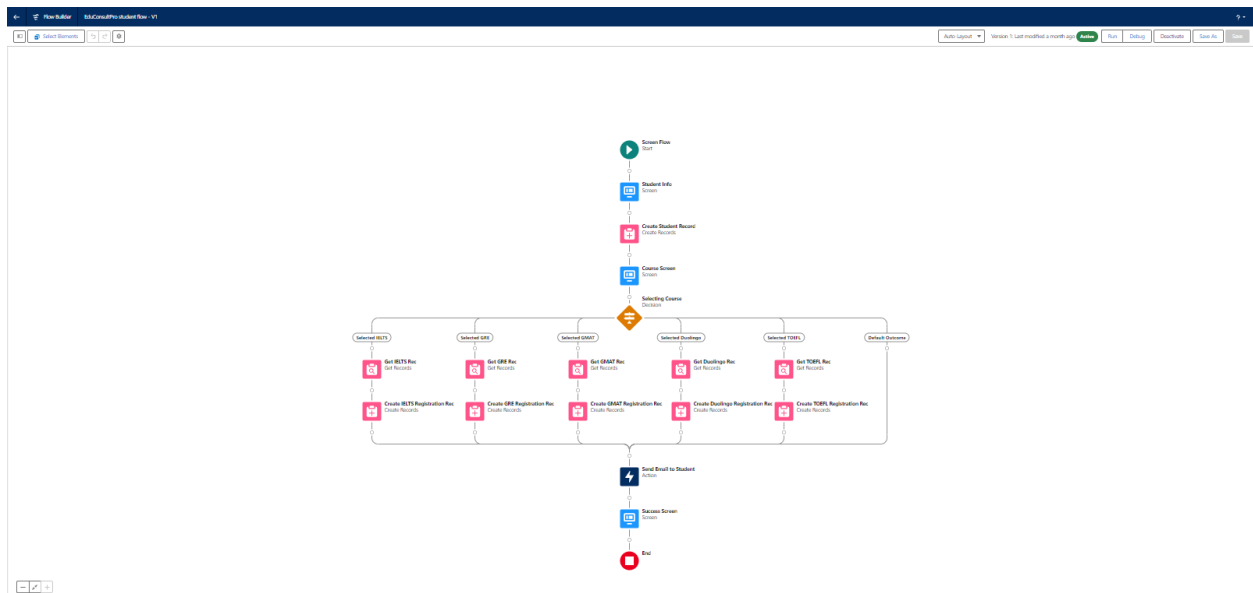 Flow Builder EduConsultPro student flow - V1 ?
Select Elements Auto Layout Version 1: Last modified a month ago Active Run Debug Deactivate Save As Save
Screen Flow
Start
Student Info
Screen
Create Student Record
Create Records
Course Screen
Screen
Selecting Course
Decision
Selected IELTS Selected GRE Selected GMAT Selected Duolingo Selected TOEFL Default Outcome
Get IELTS Rec Get GRE Rec Get GMAT Rec Get Duolingo Rec Get TOEFL Rec
Get Records Get Records Get Records Get Records Get Records
Create IELTS Registration Rec Create GRE Registration Rec Create GMAT Registration Rec Create Duolingo Registration Rec Create TOEFL Registration Rec
Create Records Create Records Create Records Create Records Create Records
Send Email to Student
Action
Success Screen
Screen
End